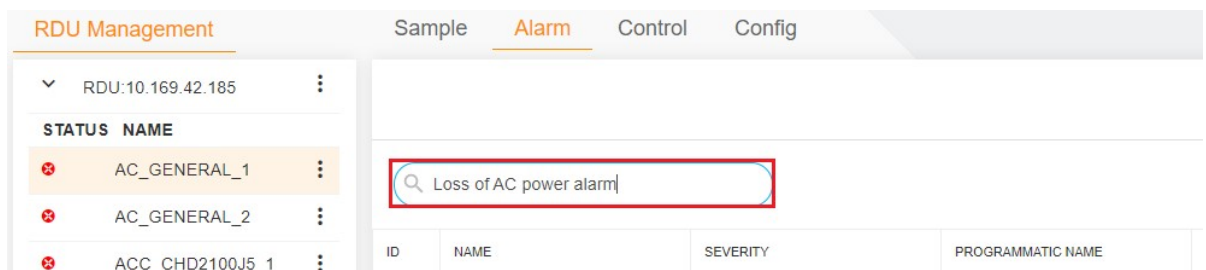 RDU Management
Sample Alarm Control Config
RDU:10.169.42.185
STATUS NAME
AC_GENERAL_1
AC_GENERAL_2
ACC_CHD2100J5_1
Loss of AC power alarm
ID NAME SEVERITY PROGRAMMATIC NAME